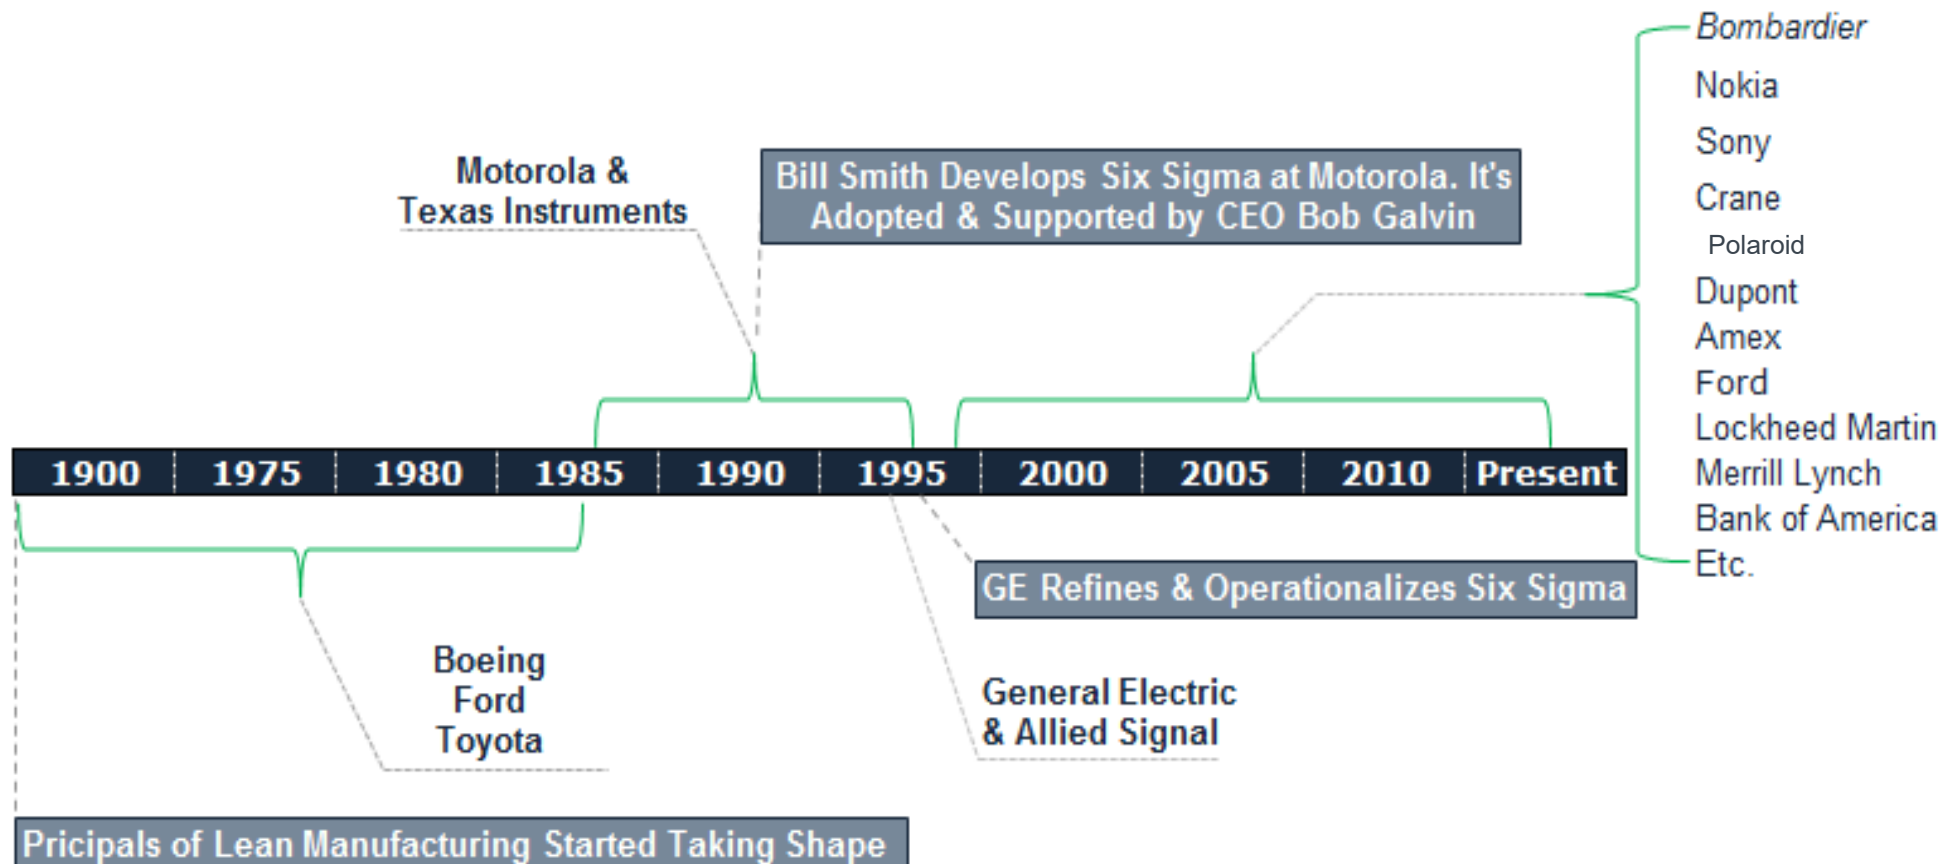 Bombardier
Nokia
Sony
Crane
Polaroid
Dupont
Amex
Ford
Lockheed Martin
Merrill Lynch
Bank of America
Etc.
Motorola &
Texas Instruments
Bill Smith Develops Six Sigma at Motorola. It's
Adopted & Supported by CEO Bob Galvin
1900 1975 1980 1985 1990 1995 2000 2005 2010 Present
GE Refines & Operationalizes Six Sigma
Boeing
Ford
Toyota
General Electric
& Allied Signal
Pricipals of Lean Manufacturing Started Taking Shape